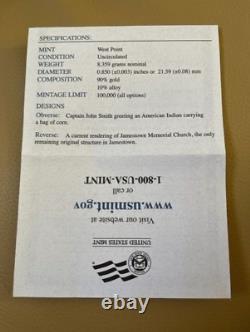 SPECIFICATIONS:
MINT West Point
CONDITION Uncirculated
WEIGHT 8.359 grams nominal
DIAMETER 0.850 (±0.003) inches or 21.59 (±0.08) mm
COMPOSITION 90% gold
10% alloy
MINTAGE LIMIT 100,000 (all options)
DESIGNS
Obverse: Captain John Smith greeting an American Indian carrying
a bag of corn.
Reverse: A current rendering of Jamestown Memorial Church, the only
remaining original structure in Jamestown.
UNITED STATES MINT
Visit our website at
www.usmint.gov
or call
1-800-USA-MINT